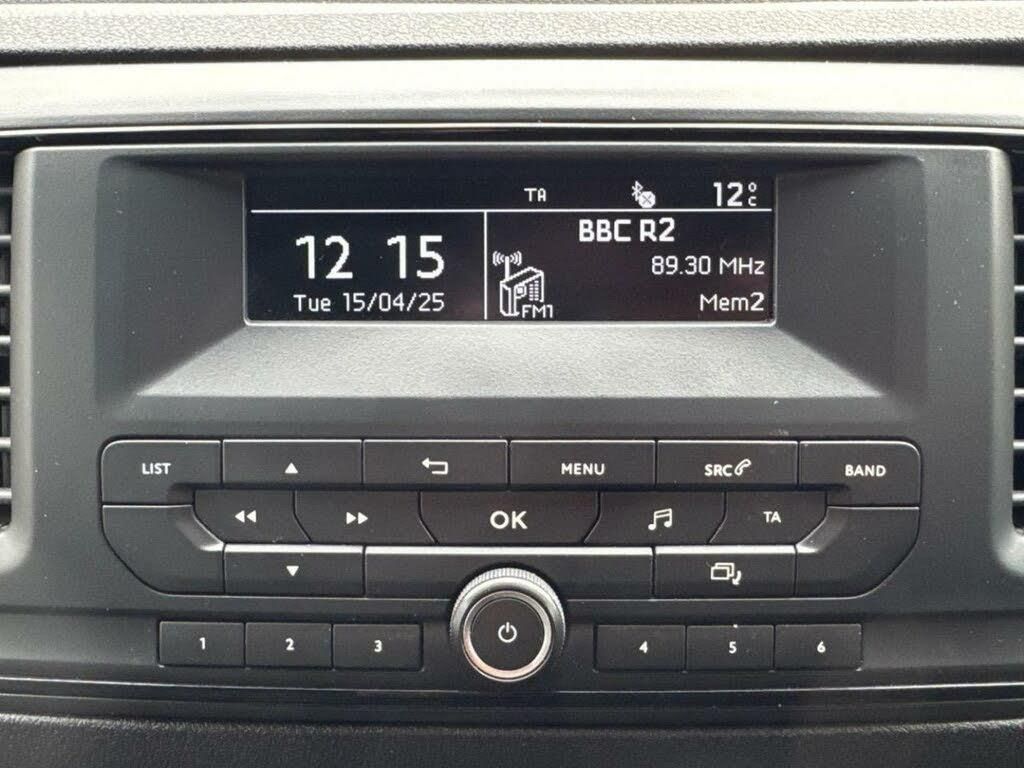 TA 12°C
12 15
BBC R2
89.30 MHz
Tue 15/04/25
FM1
Mem2
LIST
MENU
SRC
BAND
OK
TA
1 2 3 4 5 6